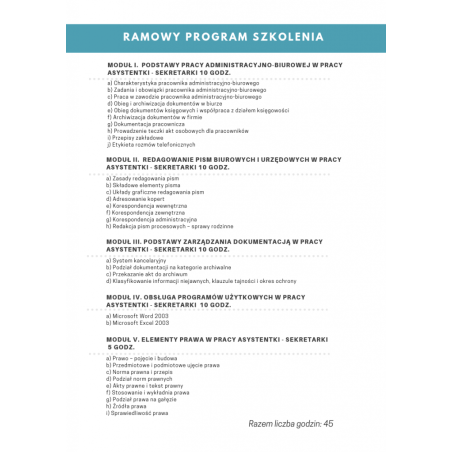 RAMOWY PROGRAM SZKOLENIA
MODUŁ I. PODSTAWY PRACY ADMINISTRACYJNO-BIUROWEJ W PRACY
ASYSTENTKI - SEKRETARKI 10 GODZ.
a) Charakterystyka pracownika administracyjno-biurowego
b) Zadania i obowiązki pracownika administracyjno-biurowego
c) Praca w zawodzie pracownika administracyjno-biurowego
d) Obieg i archiwizacja dokumentów w biurze
e) Obieg dokumentów księgowych i współpraca z działem księgowości
f) Archiwizacja dokumentów w firmie
g) Dokumentacja pracownicza
h) Prowadzenie teczki akt osobowych dla pracowników
i) Przepisy zakładowe
j) Etykieta rozmów telefonicznych
MODUŁ II. REDAGOWANIE PISM BIUROWYCH I URZĘDOWYCH W PRACY
ASYSTENTKI - SEKRETARKI 10 GODZ.
a) Zasady redagowania pism
b) Składowe elementy pisma
c) Układy graficzne redagowania pism
d) Adresowanie kopert
e) Korespondencja wewnętrzna
f) Korespondencja zewnętrzna
g) Korespondencja administracyjna
h) Redakcja pism procesowych – sprawy rodzinne
MODUŁ III. PODSTAWY ZARZĄDZANIA DOKUMENTACJĄ W PRACY
ASYSTENTKI - SEKRETARKI 10 GODZ.
a) System kancelaryjny
b) Podział dokumentacji na kategorie archiwalne
c) Przekazanie akt do archiwum
d) Klasyfikowanie informacji niejawnych, klauzule tajności i okres ochrony
MODUŁ IV. OBSŁUGA PROGRAMÓW UŻYTKOWYCH W PRACY
ASYSTENTKI - SEKRETARKI 10 GODZ.
a) Microsoft Word 2003
b) Microsoft Excel 2003
MODUŁ V. ELEMENTY PRAWA W PRACY ASYSTENTKI - SEKRETARKI
5 GODZ.
a) Prawo – pojęcie i budowa
b) Przedmiotowe i podmiotowe ujęcie prawa
c) Norma prawna i przepis
d) Podział norm prawnych
e) Akty prawne i tekst prawny
f) Stosowanie i wykładnia prawa
g) Podział prawa na gałęzie
h) Źródła prawa
i) Sprawiedliwość prawa
Razem liczba godzin: 45